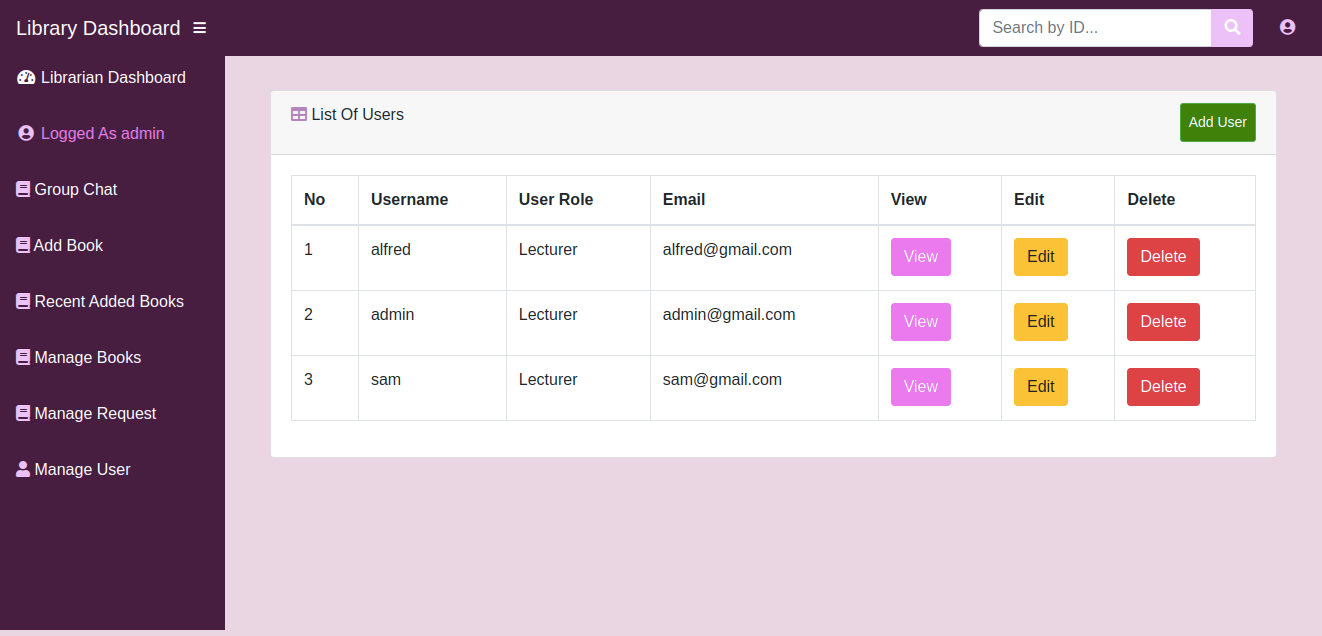 Library Dashboard
Search by ID...
Librarian Dashboard
Logged As admin
Group Chat
Add Book
Recent Added Books
Manage Books
Manage Request
Manage User
List Of Users
Add User
No Username User Role Email View Edit Delete
1 alfred Lecturer alfred@gmail.com View Edit Delete
2 admin Lecturer admin@gmail.com View Edit Delete
3 sam Lecturer sam@gmail.com View Edit Delete